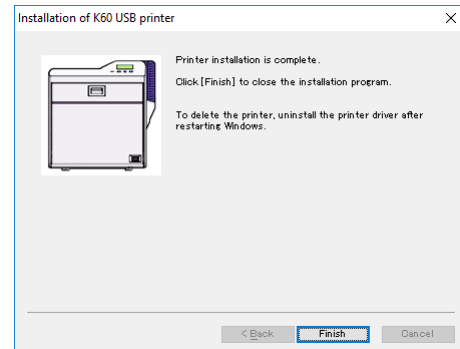 Installation of K60 USB printer
Printer installation is complete.
Click [Finish] to close the installation program.
To delete the printer, uninstall the printer driver after
restarting Windows.
< Back
Finish
Cancel